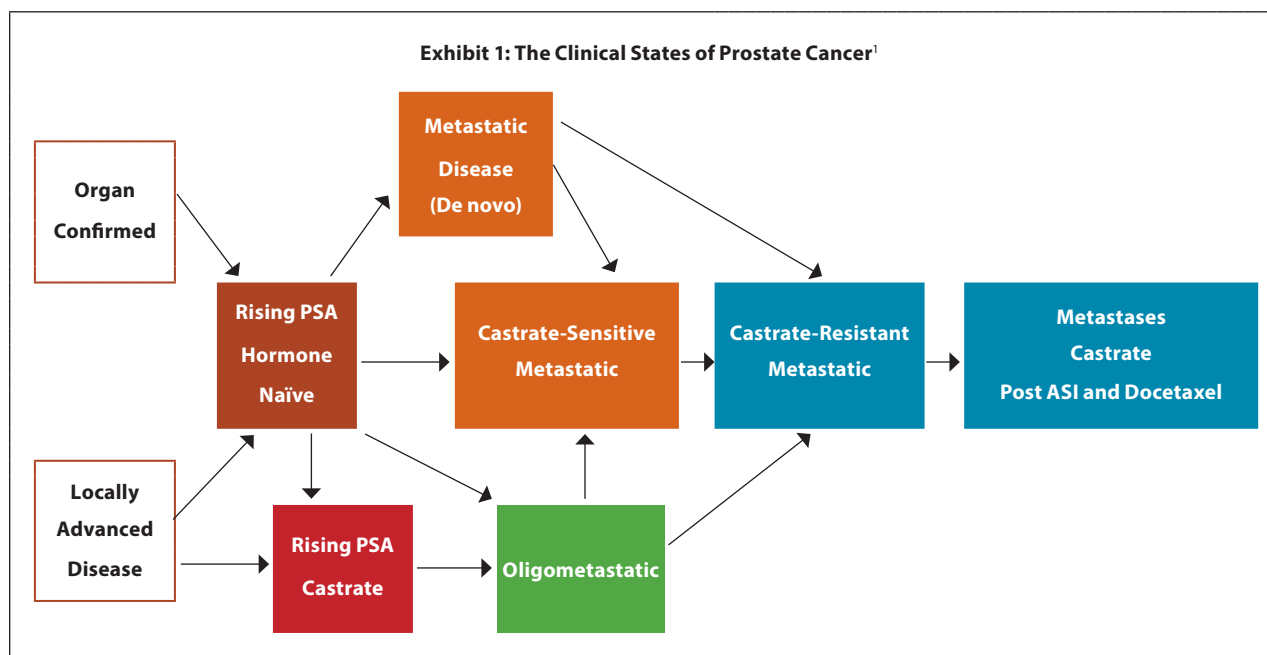 Exhibit 1: The Clinical States of Prostate Cancer¹
Metastatic
Disease
(De novo)
Organ
Confirmed
Rising PSA
Hormone
Naïve
Castrate-Sensitive
Metastatic
Castrate-Resistant
Metastatic
Metastases
Castrate
Post ASI and Docetaxel
Locally
Advanced
Disease
Rising PSA
Castrate
Oligometastatic